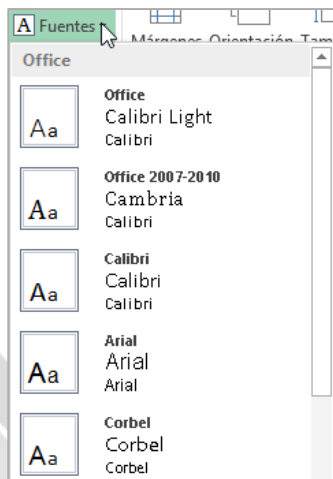 A Fuentes
Márgenes Orientación Tam
Office
Aa
Office
Calibri Light
Calibri
Aa
Office 2007-2010
Cambria
Calibri
Aa
Calibri
Calibri
Calibri
Aa
Arial
Arial
Arial
Aa
Corbel
Corbel
Corbel